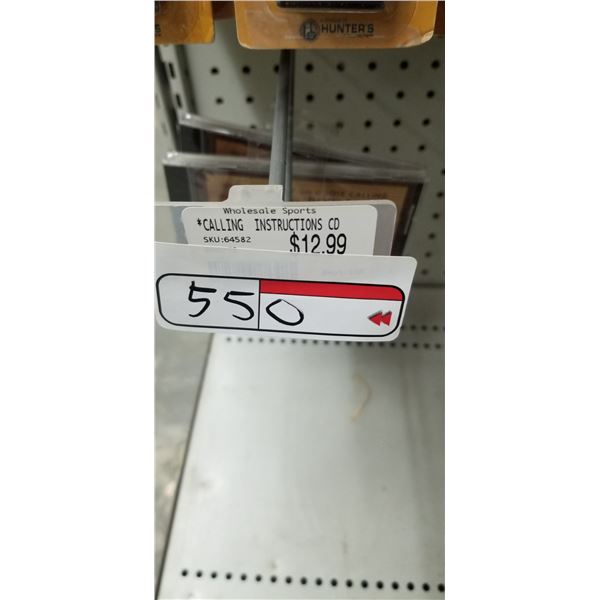 HUNTER'S
Wholesale Sports
*CALLING INSTRUCTIONS CD
SKU:64582
$12.99
550